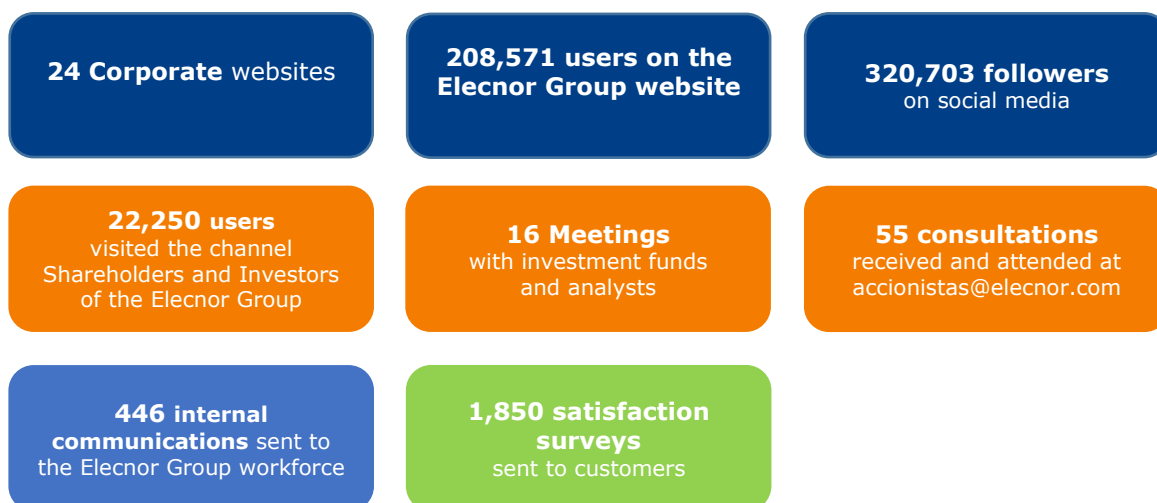 24 Corporate websites
208,571 users on the
Elecnor Group website
320,703 followers
on social media
22,250 users
visited the channel
Shareholders and Investors
of the Elecnor Group
16 Meetings
with investment funds
and analysts
55 consultations
received and attended at
accionistas@elecnor.com
446 internal
communications sent to
the Elecnor Group workforce
1,850 satisfaction
surveys
sent to customers